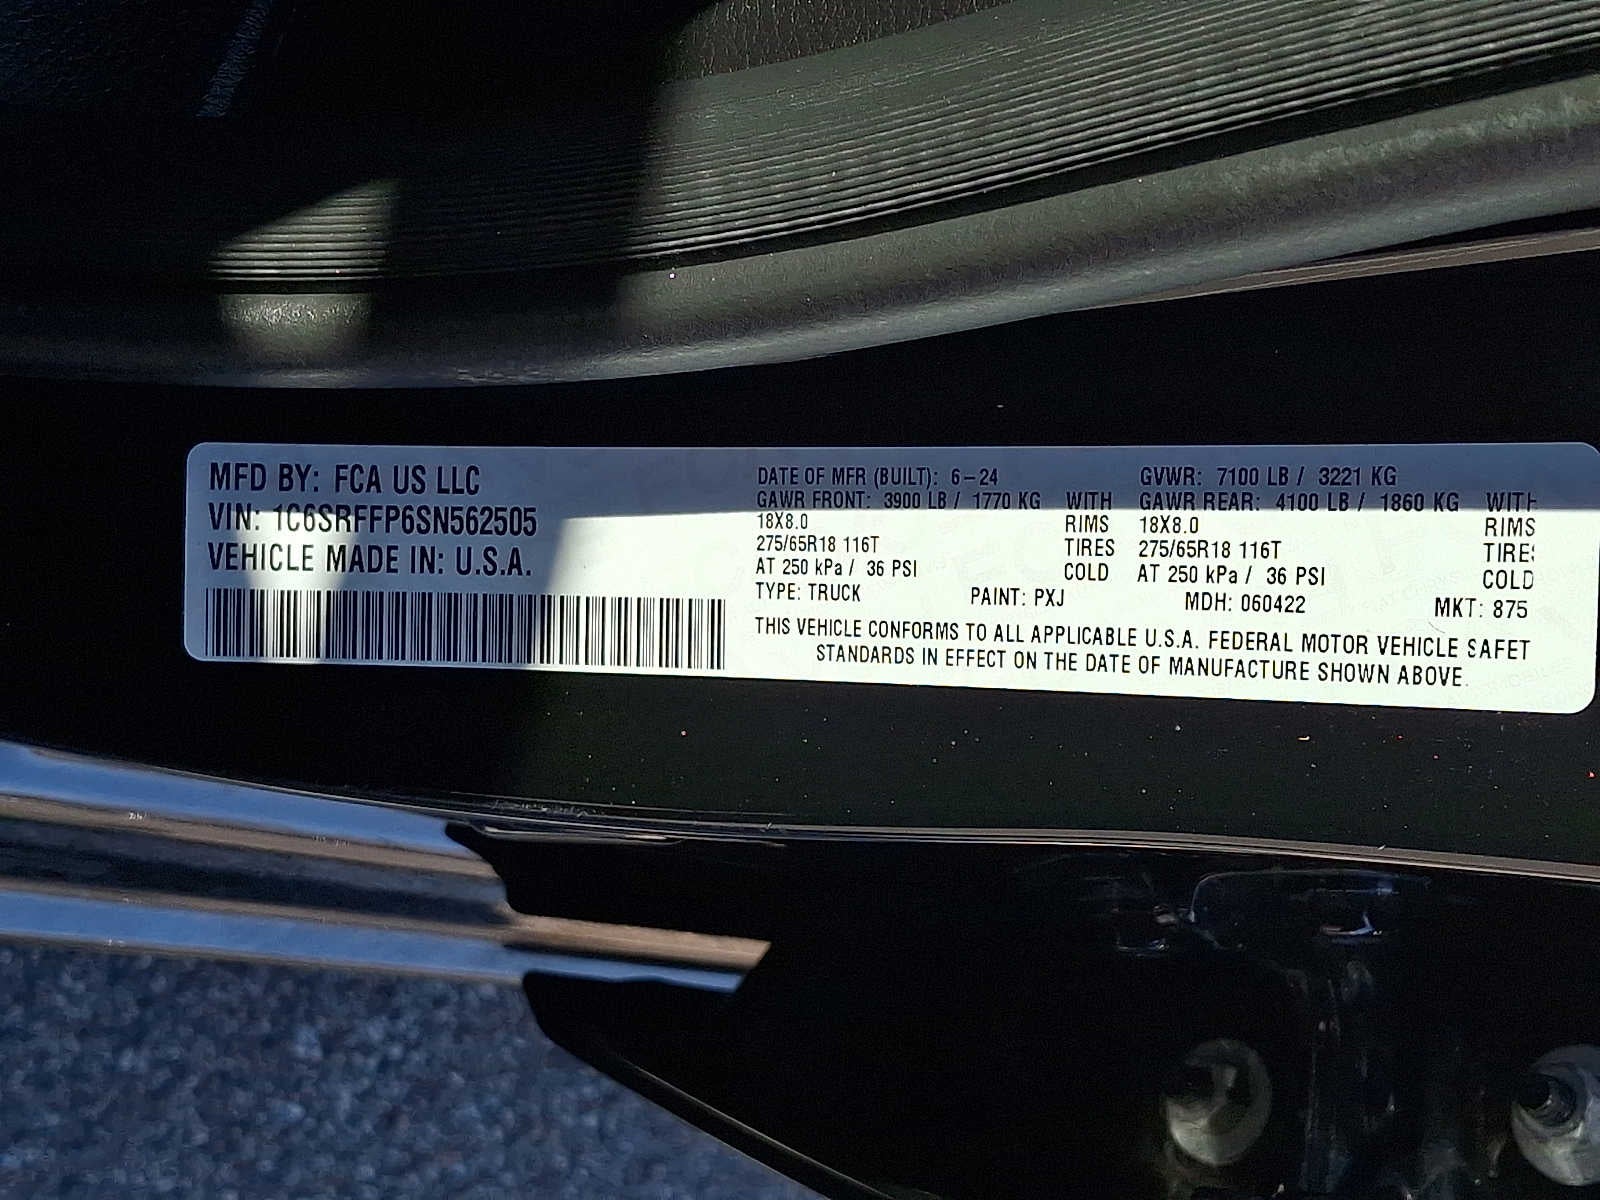 MFD BY: FCA US LLC
VIN: 1C6SRFFP6SN562505
VEHICLE MADE IN: U.S.A.
DATE OF MFR (BUILT): 6-24 GVWR: 7100 LB / 3221 KG
GAWR FRONT: 3900 LB / 1770 KG WITH GAWR REAR: 4100 LB / 1860 KG WITH
18X8.0 RIMS 18X8.0 RIMS
275/65R18 116T TIRES 275/65R18 116T TIRES
AT 250 kPa / 36 PSI COLD AT 250 kPa / 36 PSI COLD
TYPE: TRUCK PAINT: PXJ MDH: 060422 MKT: 875
THIS VEHICLE CONFORMS TO ALL APPLICABLE U.S.A. FEDERAL MOTOR VEHICLE SAFET
STANDARDS IN EFFECT ON THE DATE OF MANUFACTURE SHOWN ABOVE.